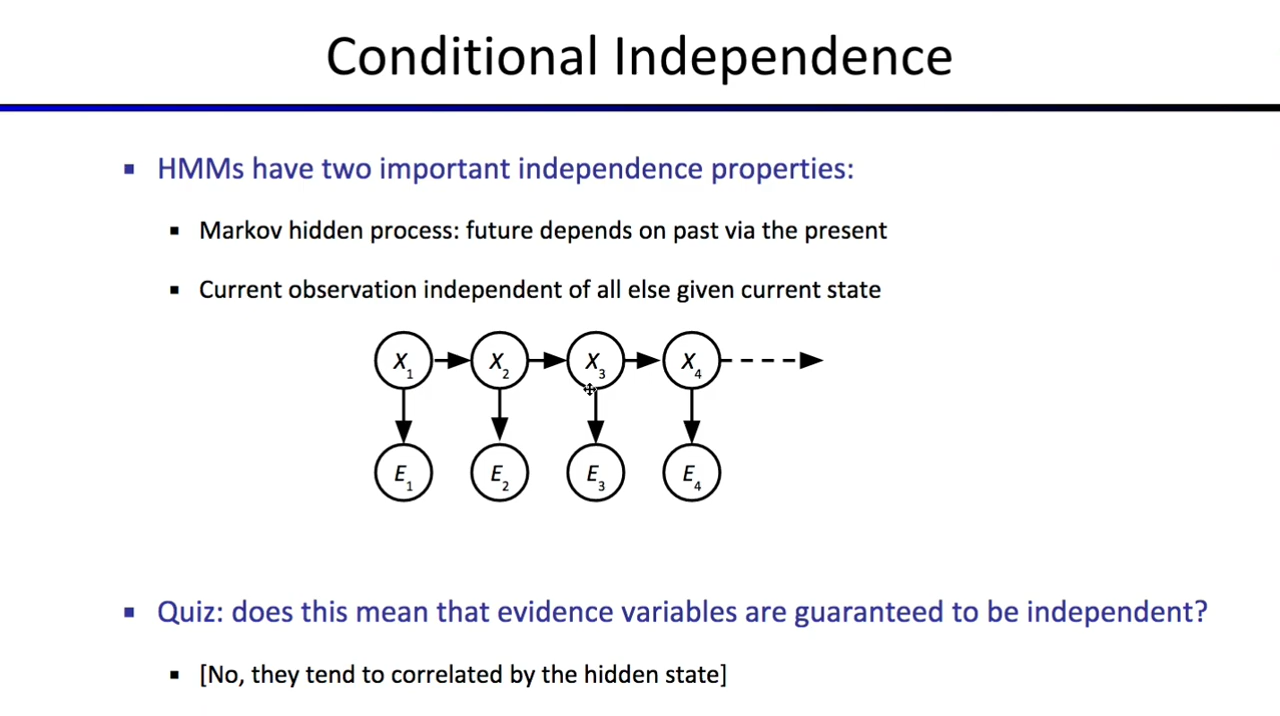 Conditional Independence
▪ HMMs have two important independence properties:
▪ Markov hidden process: future depends on past via the present
▪ Current observation independent of all else given current state
X1 X2 X3 X4
E1 E2 E3 E4
▪ Quiz: does this mean that evidence variables are guaranteed to be independent?
▪ [No, they tend to correlated by the hidden state]